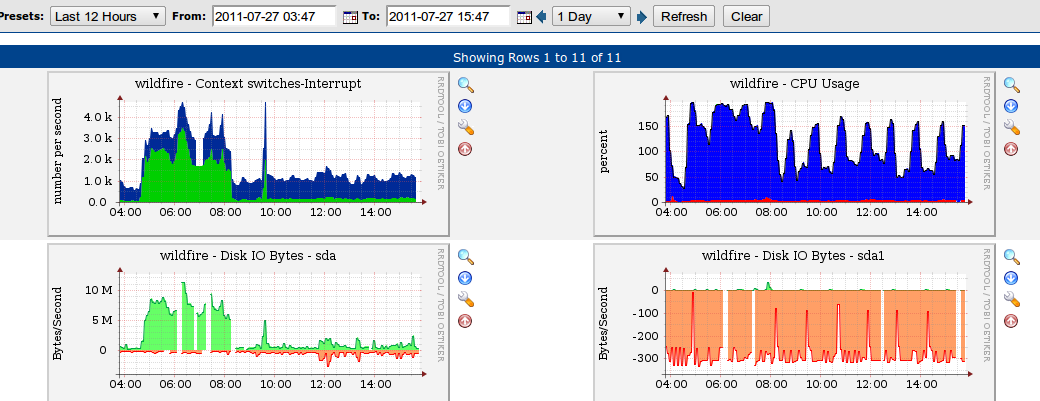 Presets: Last 12 Hours From: 2011-07-27 03:47 To: 2011-07-27 15:47 1 Day Refresh Clear
Showing Rows 1 to 11 of 11
wildfire - Context switches-Interrupt
number per second
4.0 k
3.0 k
2.0 k
1.0 k
0.0
04:00 06:00 08:00 10:00 12:00 14:00
RRDTOOL / TOBI OETIKER
wildfire - CPU Usage
percent
150
100
50
0
04:00 06:00 08:00 10:00 12:00 14:00
RRDTOOL / TOBI OETIKER
wildfire - Disk IO Bytes - sda
Bytes/Second
10 M
5 M
0
04:00 06:00 08:00 10:00 12:00 14:00
RRDTOOL / TOBI OETIKER
wildfire - Disk IO Bytes - sda1
Bytes/Second
0
-100
-200
-300
04:00 06:00 08:00 10:00 12:00 14:00
RRDTOOL / TOBI OETIKER